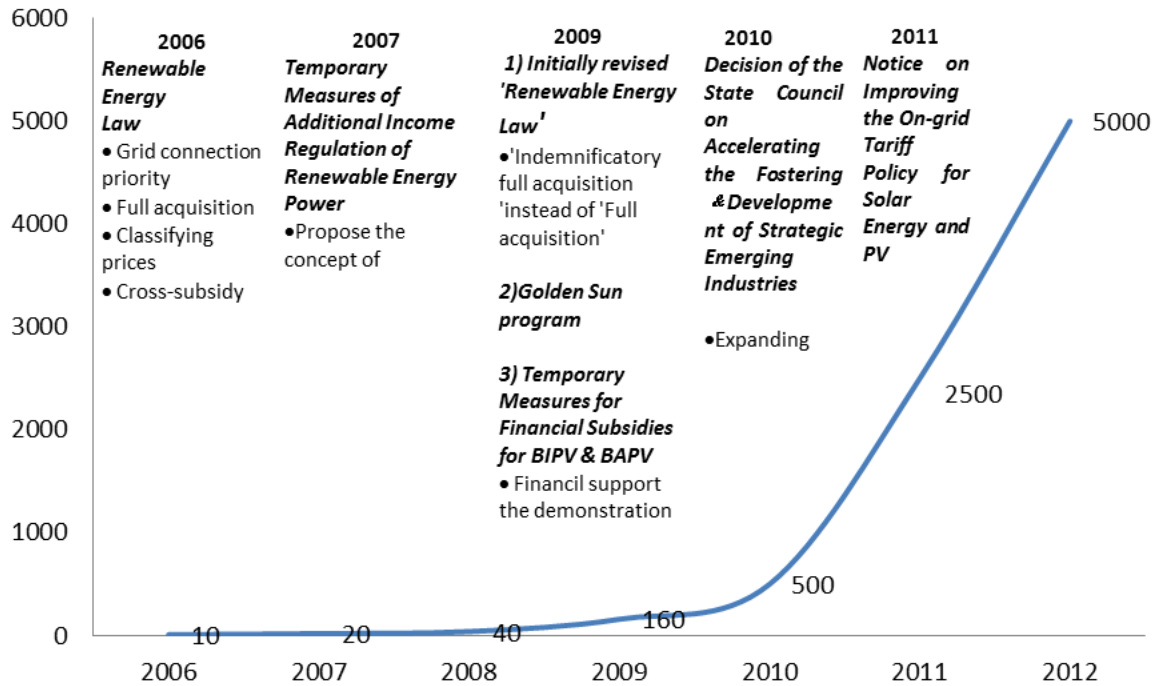 6000
5000
4000
3000
2000
1000
0
2006
Renewable
Energy
Law
• Grid connection
priority
• Full acquisition
• Classifying
prices
• Cross-subsidy
2007
Temporary
Measures of
Additional Income
Regulation of
Renewable Energy
Power
•Propose the
concept of
2009
1) Initially revised
'Renewable Energy
Law'
•'Indemnificatory
full acquisition
'instead of 'Full
acquisition'
2)Golden Sun
program
3) Temporary
Measures for
Financial Subsidies
for BIPV & BAPV
• Financil support
the demonstration
2010
Decision of the
State Council
on
Accelerating
the Fostering
&Developme
nt of Strategic
Emerging
Industries
•Expanding
2011
Notice on
Improving
the On-grid
Tariff
Policy for
Solar
Energy and
PV
10
20
40
160
500
2500
5000
2006 2007 2008 2009 2010 2011 2012